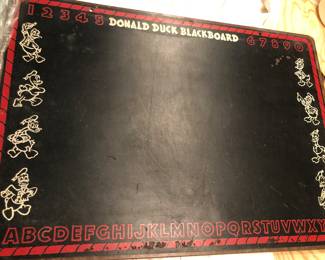 12345 DONALD DUCK BLACKBOARD 67890
ABCDEFGHIJKLMNOPQRSTUVWXY